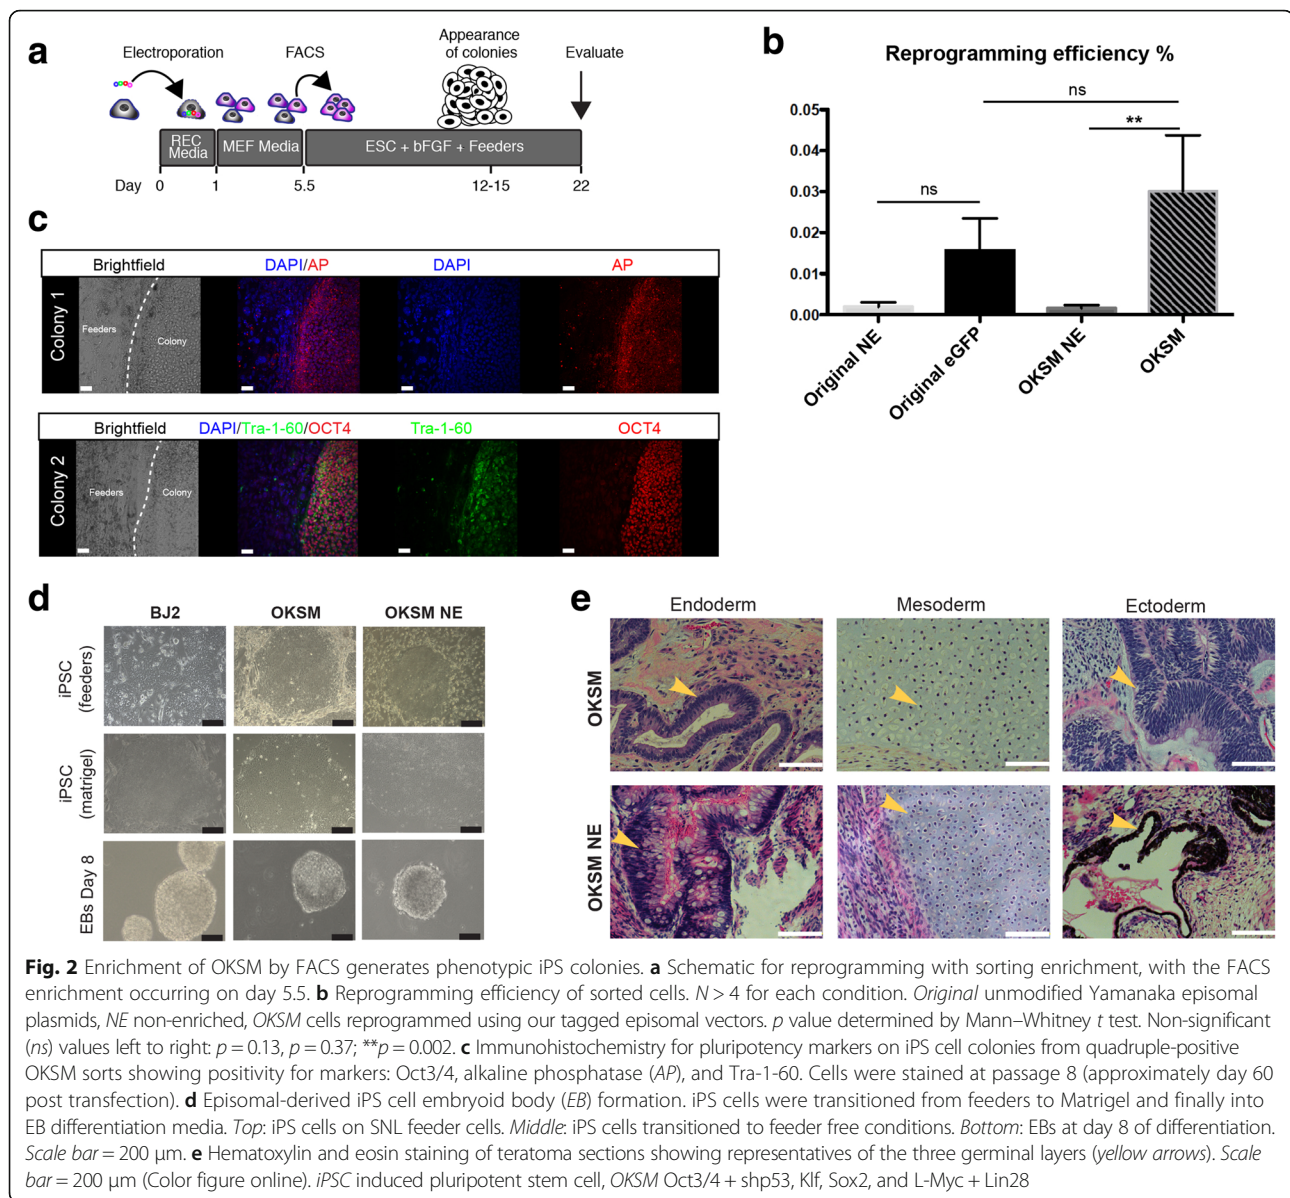 a
Electroporation
FACS
Appearance
of colonies
Evaluate
REC
Media
MEF Media
ESC + bFGF + Feeders
Day 0 1 5.5 12-15 22
b
Reprogramming efficiency %
ns
**
ns
0.05
0.04
0.03
0.02
0.01
0.00
Original NE
Original eGFP
OKSM NE
OKSM
c
Brightfield DAPI/AP DAPI AP
Colony 1
Feeders
Colony
Brightfield DAPI/Tra-1-60/OCT4 Tra-1-60 OCT4
Colony 2
Feeders
Colony
d
BJ2 OKSM OKSM NE
iPSC
(feeders)
iPSC
(matrigel)
EBs Day 8
e
Endoderm Mesoderm Ectoderm
OKSM
OKSM NE
Fig. 2 Enrichment of OKSM by FACS generates phenotypic iPS colonies. a Schematic for reprogramming with sorting enrichment, with the FACS
enrichment occurring on day 5.5. b Reprogramming efficiency of sorted cells. N > 4 for each condition. Original unmodified Yamanaka episomal
plasmids, NE non-enriched, OKSM cells reprogrammed using our tagged episomal vectors. p value determined by Mann–Whitney t test. Non-significant
(ns) values left to right: p = 0.13, p = 0.37; **p = 0.002. c Immunohistochemistry for pluripotency markers on iPS cell colonies from quadruple-positive
OKSM sorts showing positivity for markers: Oct3/4, alkaline phosphatase (AP), and Tra-1-60. Cells were stained at passage 8 (approximately day 60
post transfection). d Episomal-derived iPS cell embryoid body (EB) formation. iPS cells were transitioned from feeders to Matrigel and finally into
EB differentiation media. Top: iPS cells on SNL feeder cells. Middle: iPS cells transitioned to feeder free conditions. Bottom: EBs at day 8 of differentiation.
Scale bar = 200 μm. e Hematoxylin and eosin staining of teratoma sections showing representatives of the three germinal layers (yellow arrows). Scale
bar = 200 μm (Color figure online). iPSC induced pluripotent stem cell, OKSM Oct3/4 + shp53, Klf, Sox2, and L-Myc + Lin28